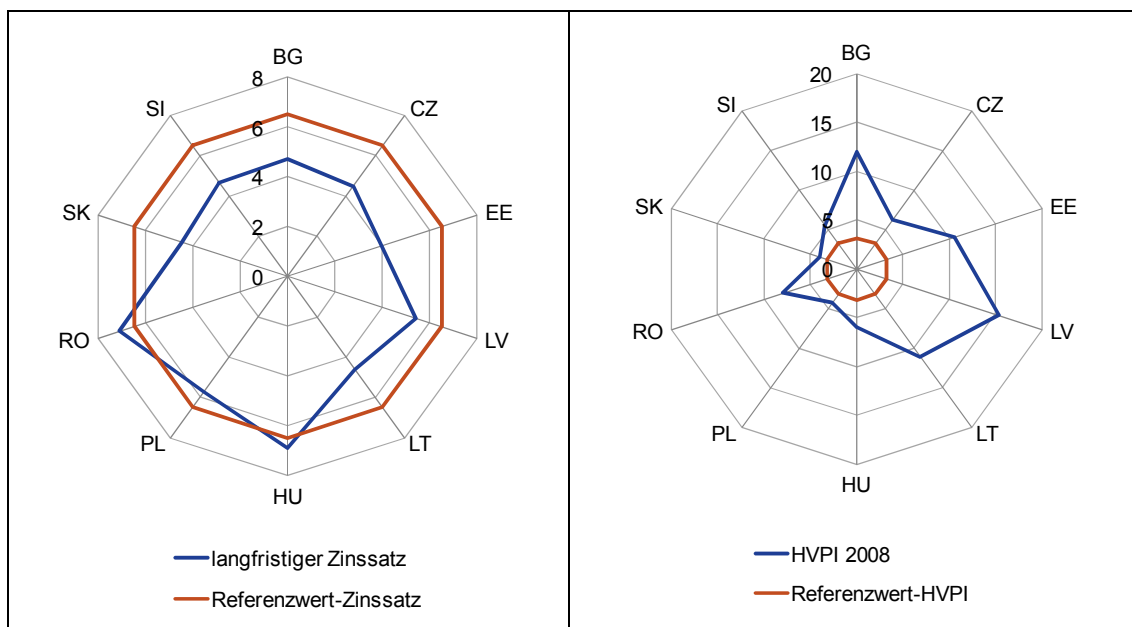 BG
CZ
EE
LV
LT
HU
PL
RO
SK
SI
8
6
4
2
0
langfristiger Zinssatz
Referenzwert-Zinssatz
BG
CZ
EE
LV
LT
HU
PL
RO
SK
SI
20
15
10
5
0
HVPI 2008
Referenzwert-HVPI